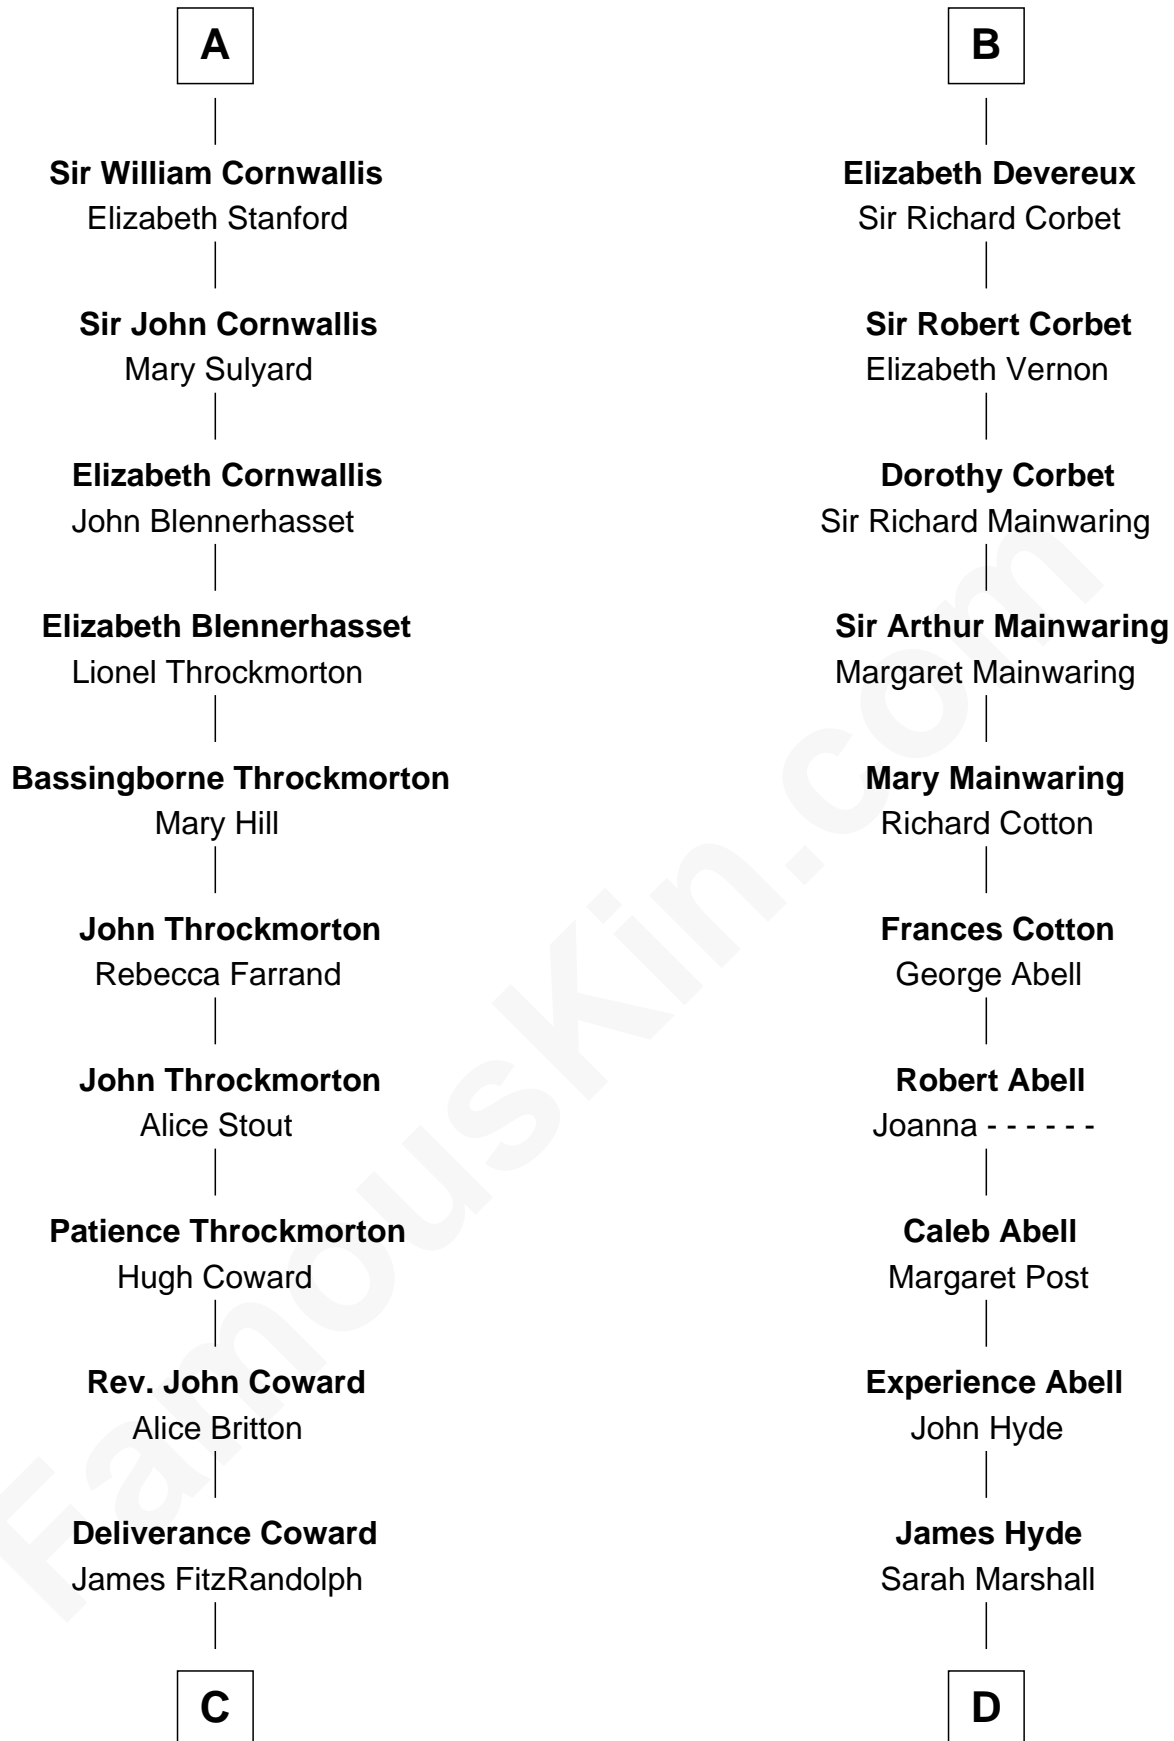 A
Sir William Cornwallis
Elizabeth Stanford
Sir John Cornwallis
Mary Sulyard
Elizabeth Cornwallis
John Blennerhasset
Elizabeth Blennerhasset
Lionel Throckmorton
Bassingborne Throckmorton
Mary Hill
John Throckmorton
Rebecca Farrand
John Throckmorton
Alice Stout
Patience Throckmorton
Hugh Coward
Rev. John Coward
Alice Britton
Deliverance Coward
James FitzRandolph
C
B
Elizabeth Devereux
Sir Richard Corbet
Sir Robert Corbet
Elizabeth Vernon
Dorothy Corbet
Sir Richard Mainwaring
Sir Arthur Mainwaring
Margaret Mainwaring
Mary Mainwaring
Richard Cotton
Frances Cotton
George Abell
Robert Abell
Joanna - - - - - -
Caleb Abell
Margaret Post
Experience Abell
John Hyde
James Hyde
Sarah Marshall
D
FamousKin.com